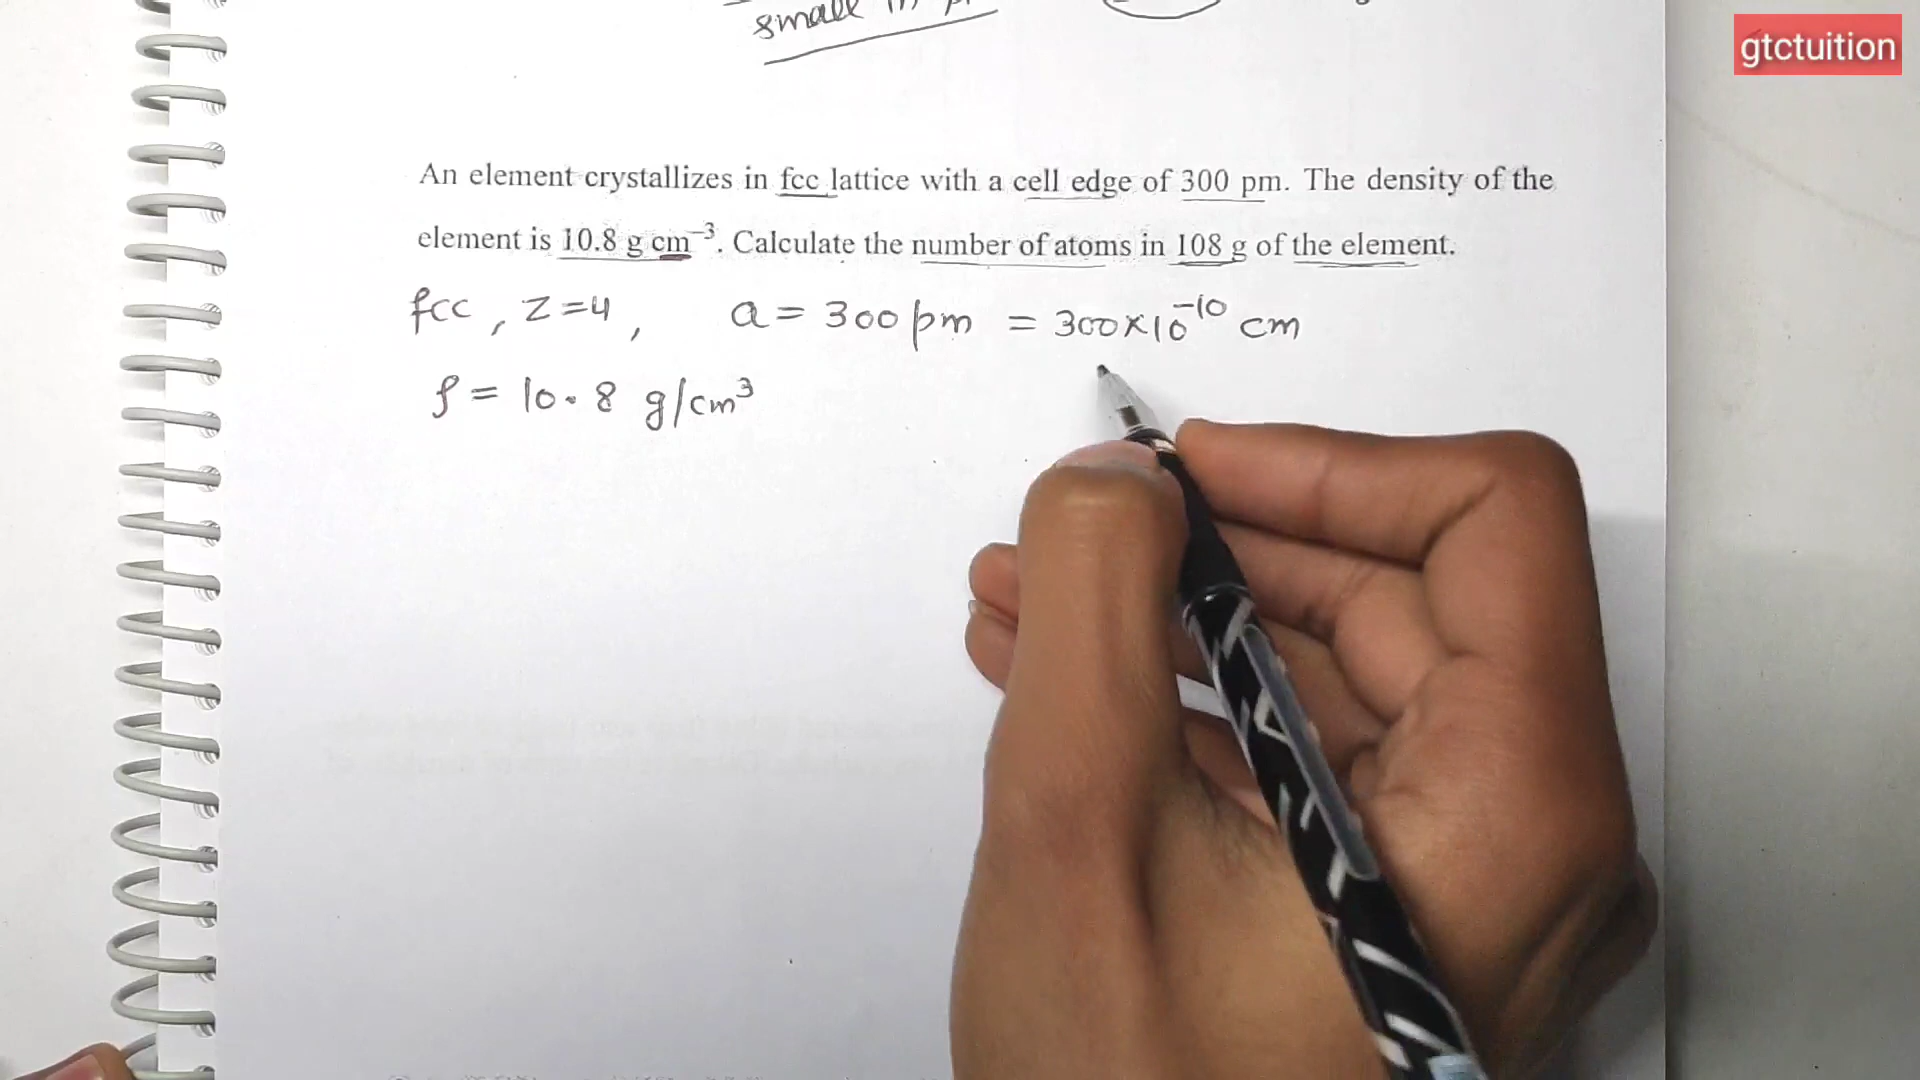 small in
gtctuition
An element crystallizes in fcc lattice with a cell edge of 300 pm. The density of the
element is 10.8 g cm⁻³. Calculate the number of atoms in 108 g of the element.
fcc , Z=4 , a = 300 pm = 300×10⁻¹⁰ cm
ρ = 10.8 g/cm³